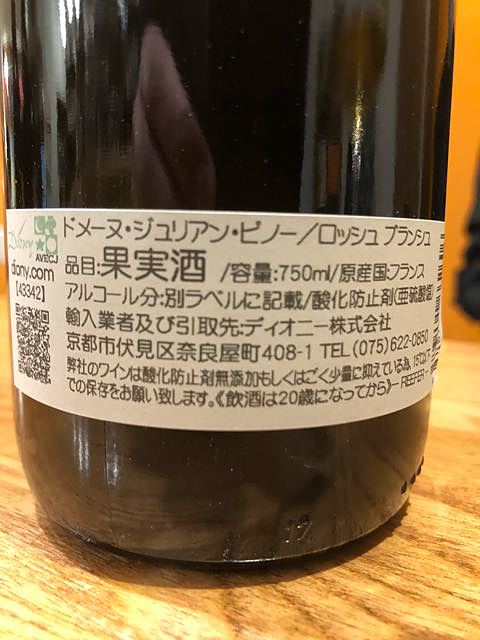 ドメーヌ・ジュリアン・ピノー/ロッシュ ブランシュ
Diony
AVECJ
diony.com
[43342]
品目:果実酒 /容量:750ml/原産国:フランス
アルコール分:別ラベルに記載/酸化防止剤(亜硫酸塩)
輸入業者及び引取先:ディオニー株式会社
京都市伏見区奈良屋町408-1 TEL(075)622-0850
弊社のワインは酸化防止剤無添加もしくはごく少量に抑えている為、15℃以下
での保存をお願い致します。《飲酒は20歳になってから》 – REEFER –
19